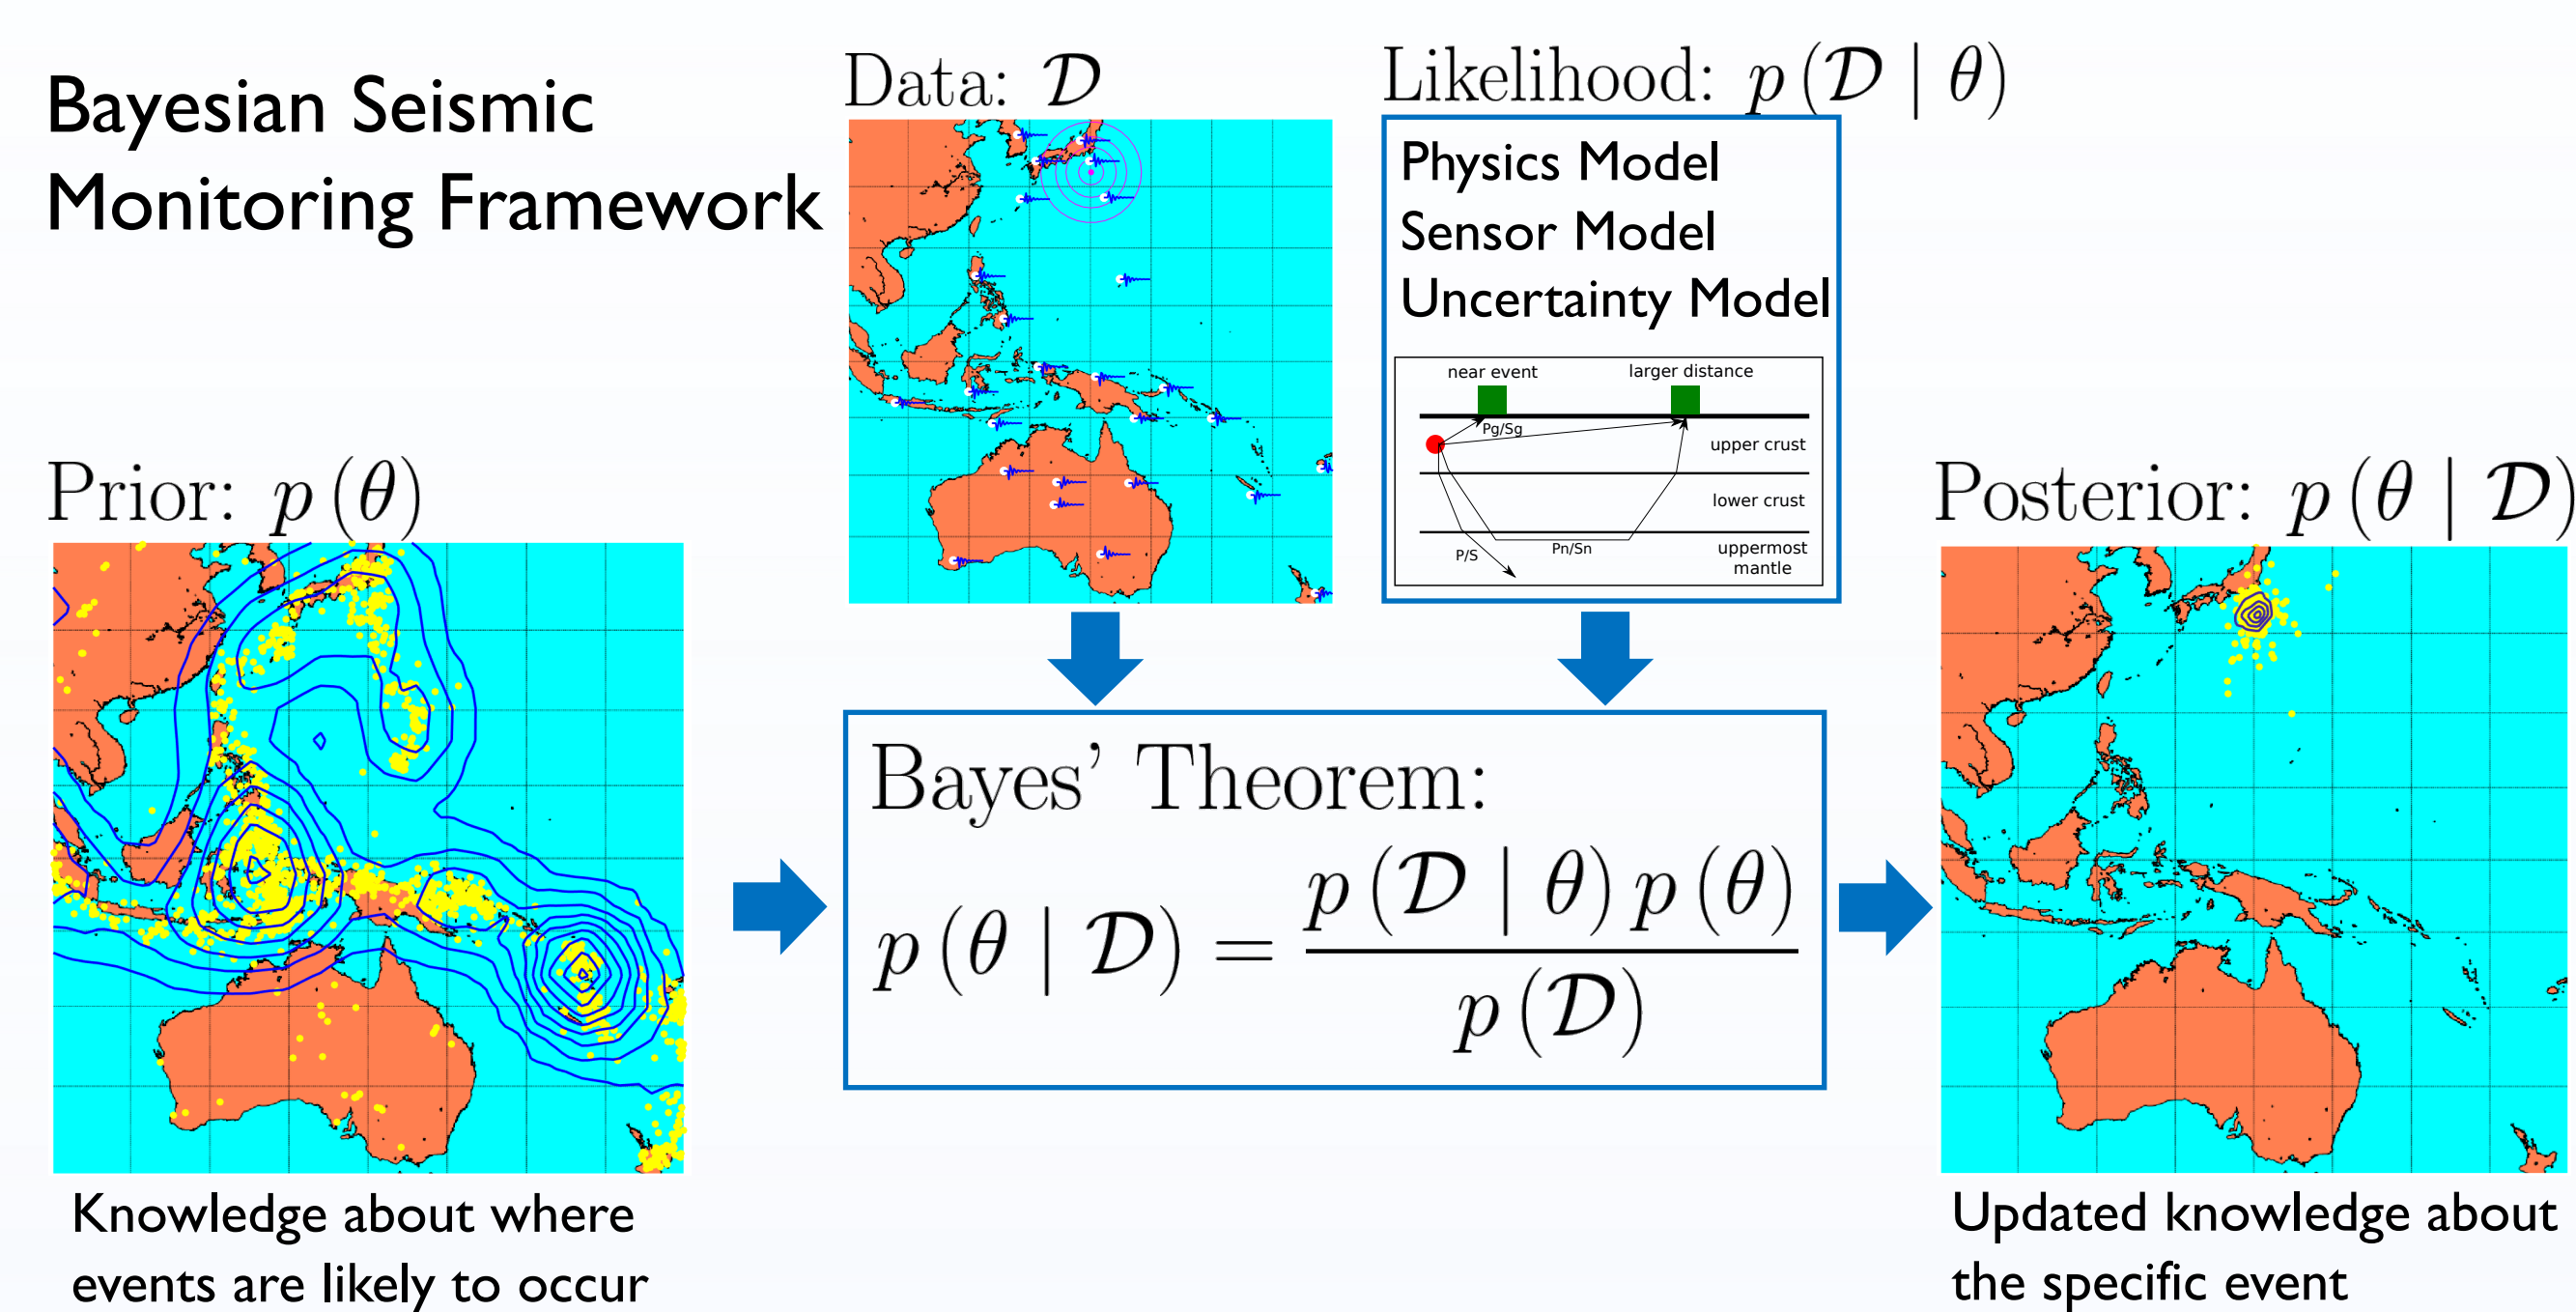 Bayesian Seismic
Monitoring Framework
Data: 𝒟
Likelihood: p(𝒟 | θ)
Physics Model
Sensor Model
Uncertainty Model
near event
larger distance
Pg/Sg
upper crust
lower crust
P/S
Pn/Sn
uppermost
mantle
Prior: p(θ)
Knowledge about where
events are likely to occur
Bayes’ Theorem:
p(θ | 𝒟) = p(𝒟 | θ) p(θ) / p(𝒟)
Posterior: p(θ | 𝒟)
Updated knowledge about
the specific event